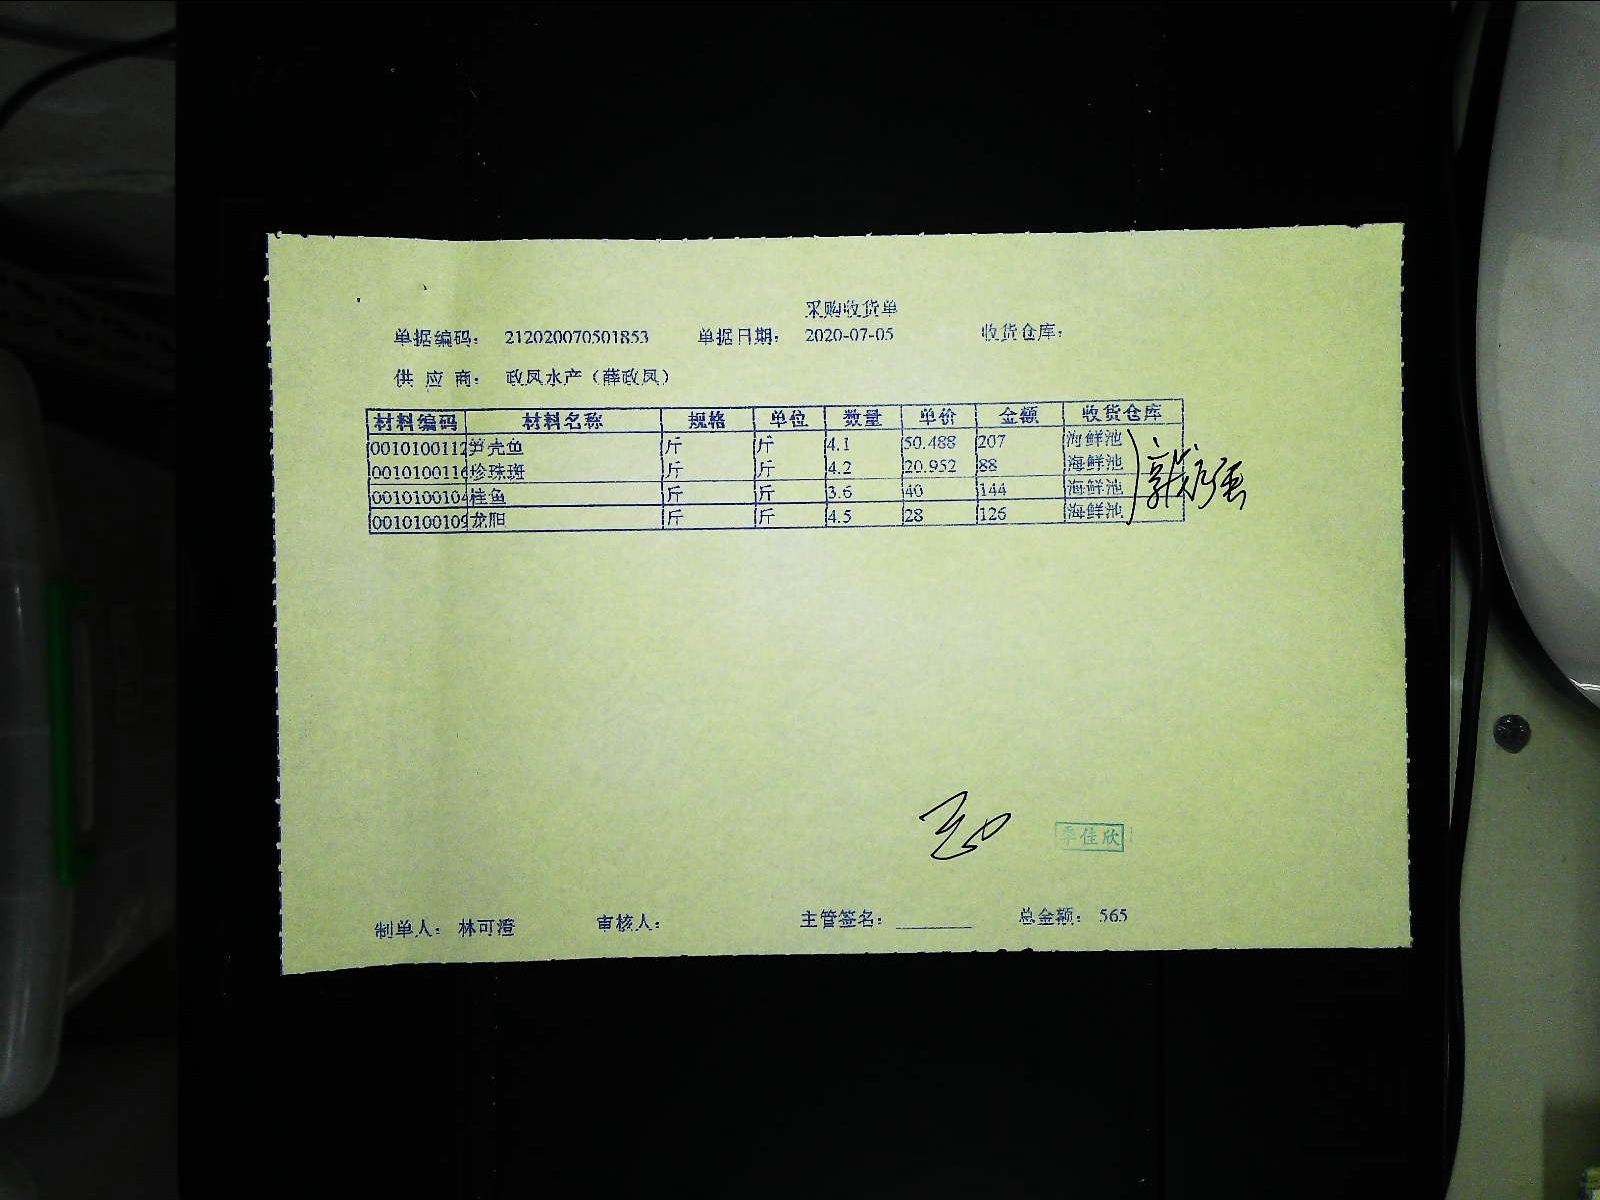 采购收货单
单据编码： 212020070501853 单据日期： 2020-07-05 收货仓库：
供 应 商： 政凤水产（薛政凤）
材料编码 材料名称 规格 单位 数量 单价 金额 收货仓库
0010100112 笋壳鱼 斤 斤 4.1 50.488 207 海鲜池
0010100116 珍珠斑 斤 斤 4.2 20.952 88 海鲜池
0010100104 桂鱼 斤 斤 3.6 40 144 海鲜池
0010100109 龙阳 斤 斤 4.5 28 126 海鲜池
佳欣
制单人： 林可澄 审核人： 主管签名： 总金额： 565